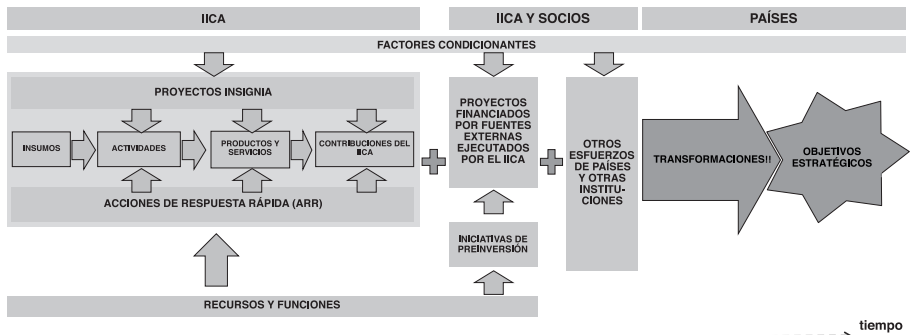 IICA
IICA Y SOCIOS
PAÍSES
FACTORES CONDICIONANTES
PROYECTOS INSIGNIA
INSUMOS
ACTIVIDADES
PRODUCTOS Y
SERVICIOS
CONTRIBUCIONES DEL
IICA
ACCIONES DE RESPUESTA RÁPIDA (ARR)
PROYECTOS
FINANCIADOS
POR FUENTES
EXTERNAS
EJECUTADOS
POR EL IICA
INICIATIVAS DE
PREINVERSIÓN
OTROS
ESFUERZOS
DE PAÍSES
Y OTRAS
INSTITU-
CIONES
TRANSFORMACIONES!!
OBJETIVOS
ESTRATÉGICOS
RECURSOS Y FUNCIONES
tiempo